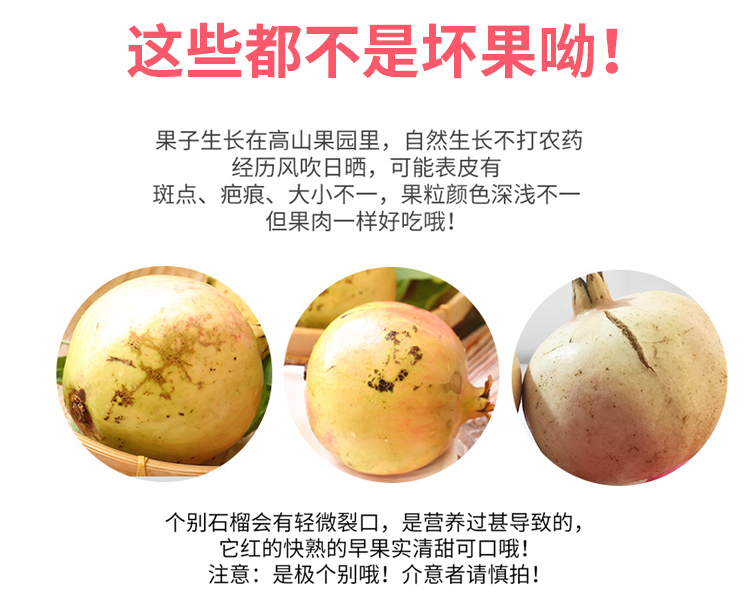 这些都不是坏果呦！
果子生长在高山果园里，自然生长不打农药
经历风吹日晒，可能表皮有
斑点、疤痕、大小不一，果粒颜色深浅不一
但果肉一样好吃哦！
个别石榴会有轻微裂口，是营养过甚导致的，
它红的快熟的早果实清甜可口哦！
注意：是极个别哦！介意者请慎拍！